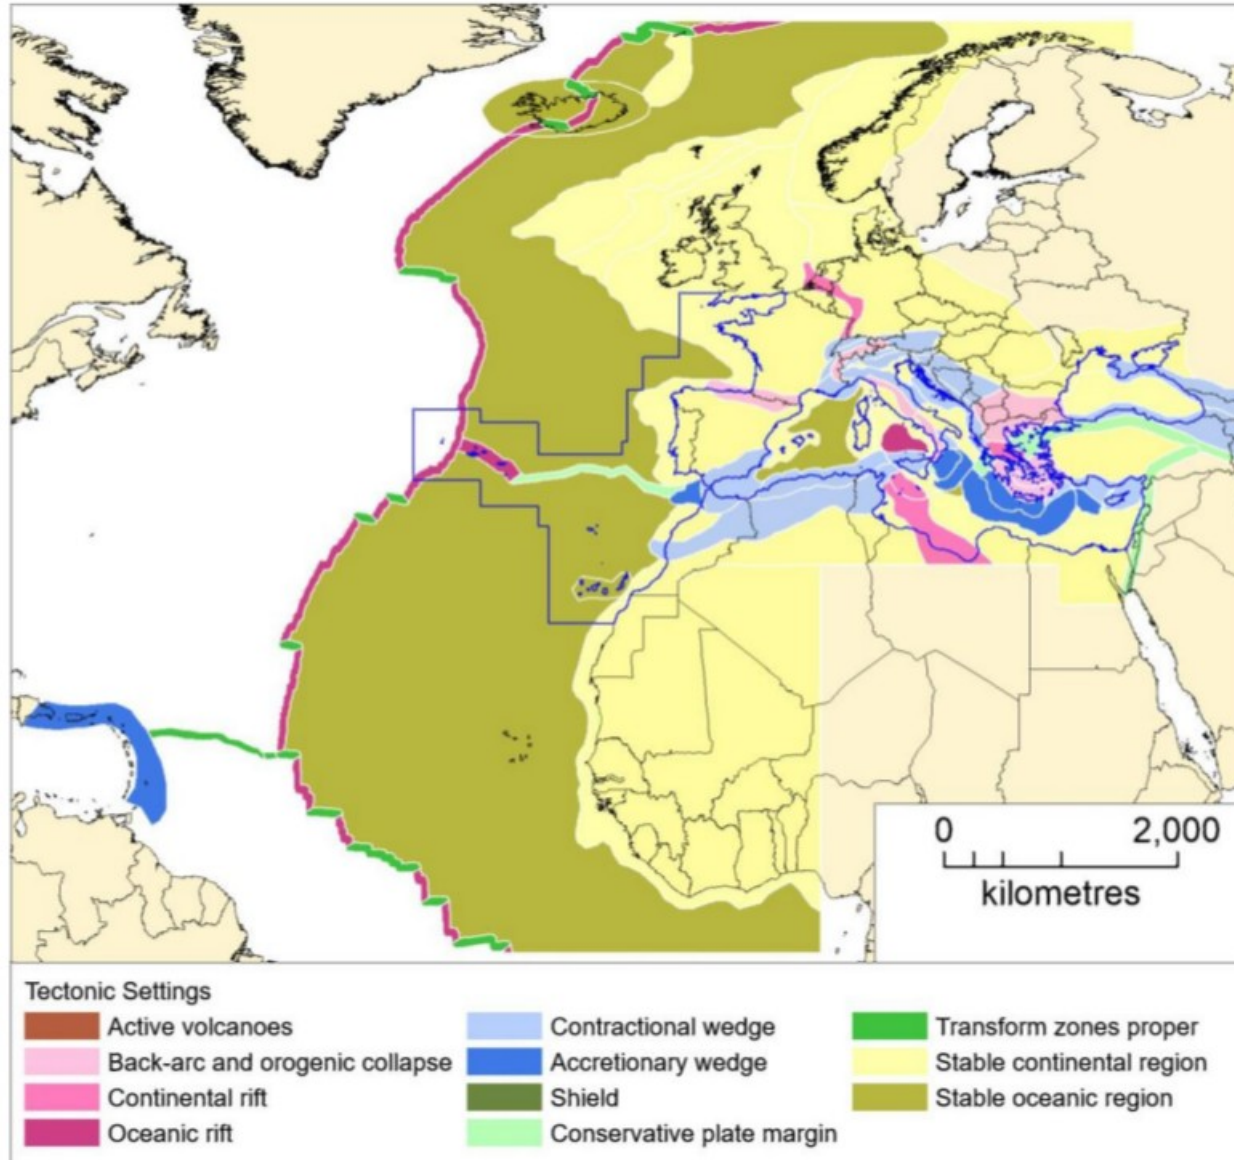 0 2,000
kilometres
Tectonic Settings
Active volcanoes
Back-arc and orogenic collapse
Continental rift
Oceanic rift
Contractional wedge
Accretionary wedge
Shield
Conservative plate margin
Transform zones proper
Stable continental region
Stable oceanic region